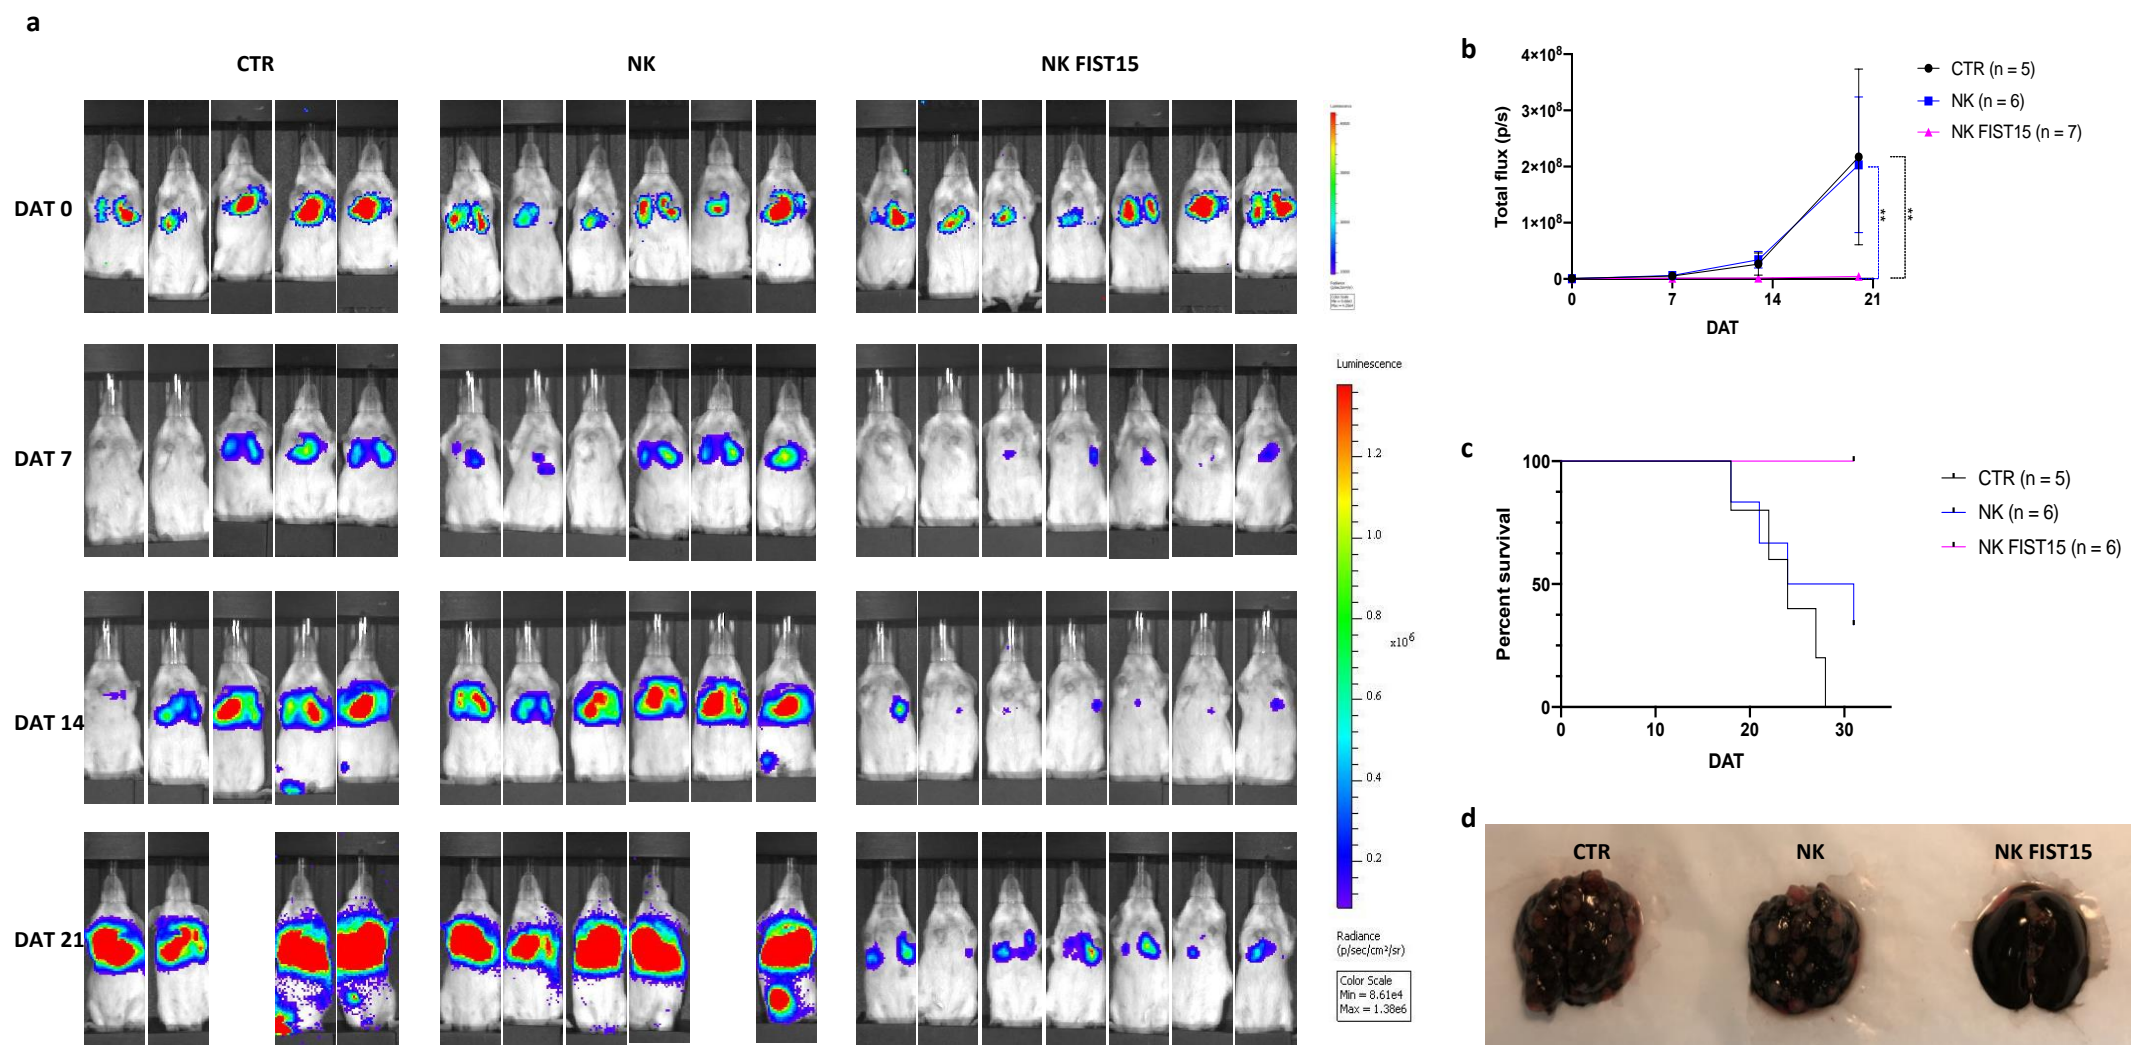 a
CTR
NK
NK FIST15
DAT 0
DAT 7
DAT 14
DAT 21
Luminescence
1.2
1.0
0.8
x10⁶
0.6
0.4
0.2
Radiance
(p/sec/cm²/sr)
Color Scale
Min = 8.61e4
Max = 1.38e6
b
4×10⁸
3×10⁸
2×10⁸
1×10⁸
0
Total flux (p/s)
0 7 14 21
DAT
**
**
CTR (n = 5)
NK (n = 6)
NK FIST15 (n = 7)
c
100
50
0
Percent survival
0 10 20 30
DAT
CTR (n = 5)
NK (n = 6)
NK FIST15 (n = 6)
d
CTR
NK
NK FIST15